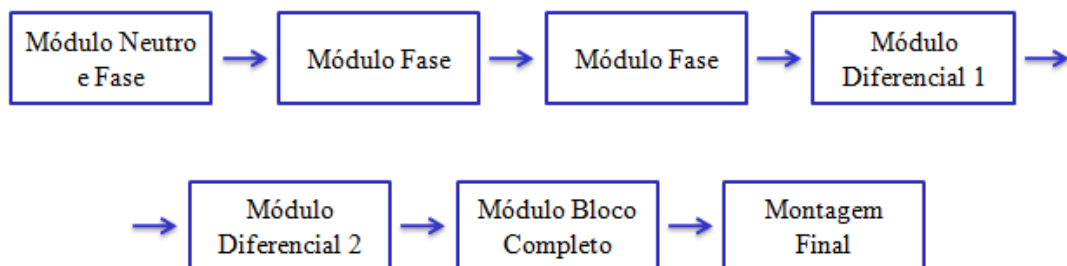 Módulo Neutro
e Fase
Módulo Fase
Módulo Fase
Módulo
Diferencial 1
Módulo
Diferencial 2
Módulo Bloco
Completo
Montagem
Final